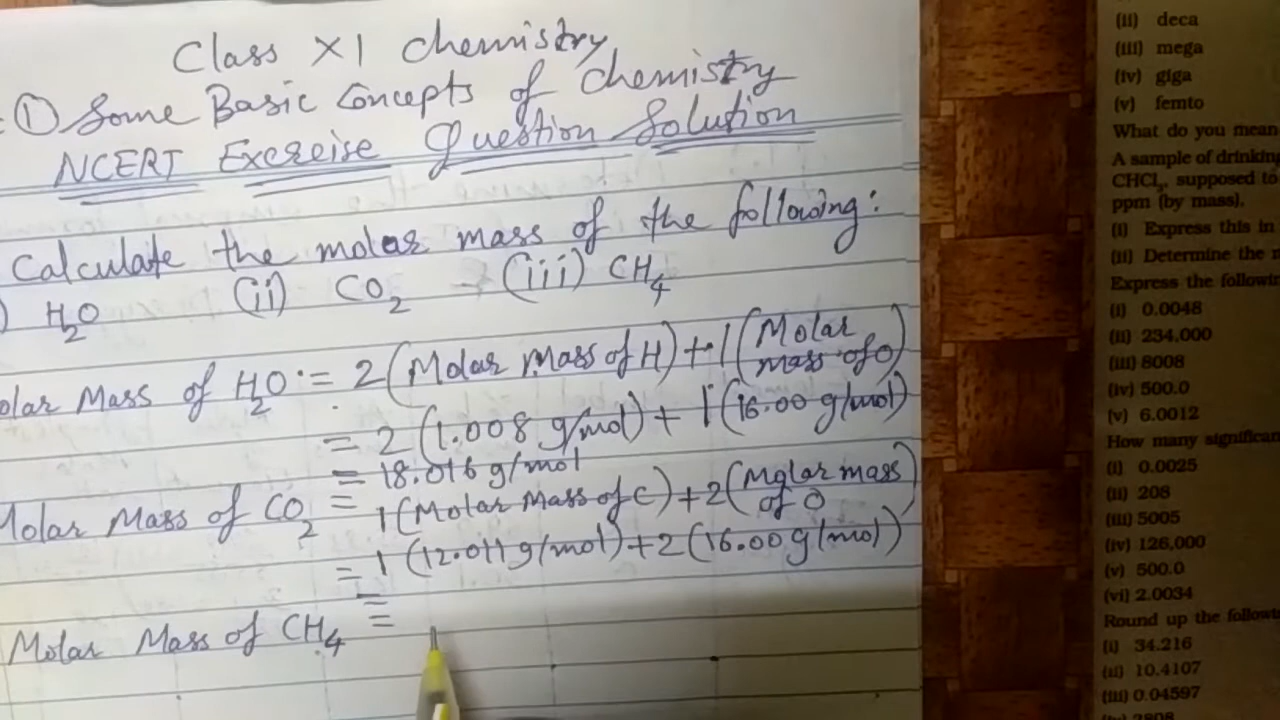 Class XI chemistry
① Some Basic Concepts of Chemistry
NCERT Excreise Question Solution
Calculate the molar mass of the following:
) H₂O (ii) CO₂ (iii) CH₄
olar Mass of H₂O = 2 (Molar Mass of H) + 1 (Molar mass of O)
= 2 (1.008 g/mol) + 1 (16.00 g/mol)
= 18.016 g/mol
Molar Mass of CO₂ = 1 (Molar Mass of C) + 2 (Molar mass of O
= 1 (12.011 g/mol) + 2 (16.00 g/mol)
=
Molar Mass of CH₄ =
(ii) deca
(iii) mega
(iv) giga
(v) femto
What do you mean
A sample of drinking
CHCl₃, supposed to
ppm (by mass).
(i) Express this in
(ii) Determine the
Express the followin
(i) 0.0048
(ii) 234,000
(iii) 8008
(iv) 500.0
(v) 6.0012
How many significan
(i) 0.0025
(ii) 208
(iii) 5005
(iv) 126,000
(v) 500.0
(vi) 2.0034
Round up the follow
(i) 34.216
(ii) 10.4107
(iii) 0.04597
2808